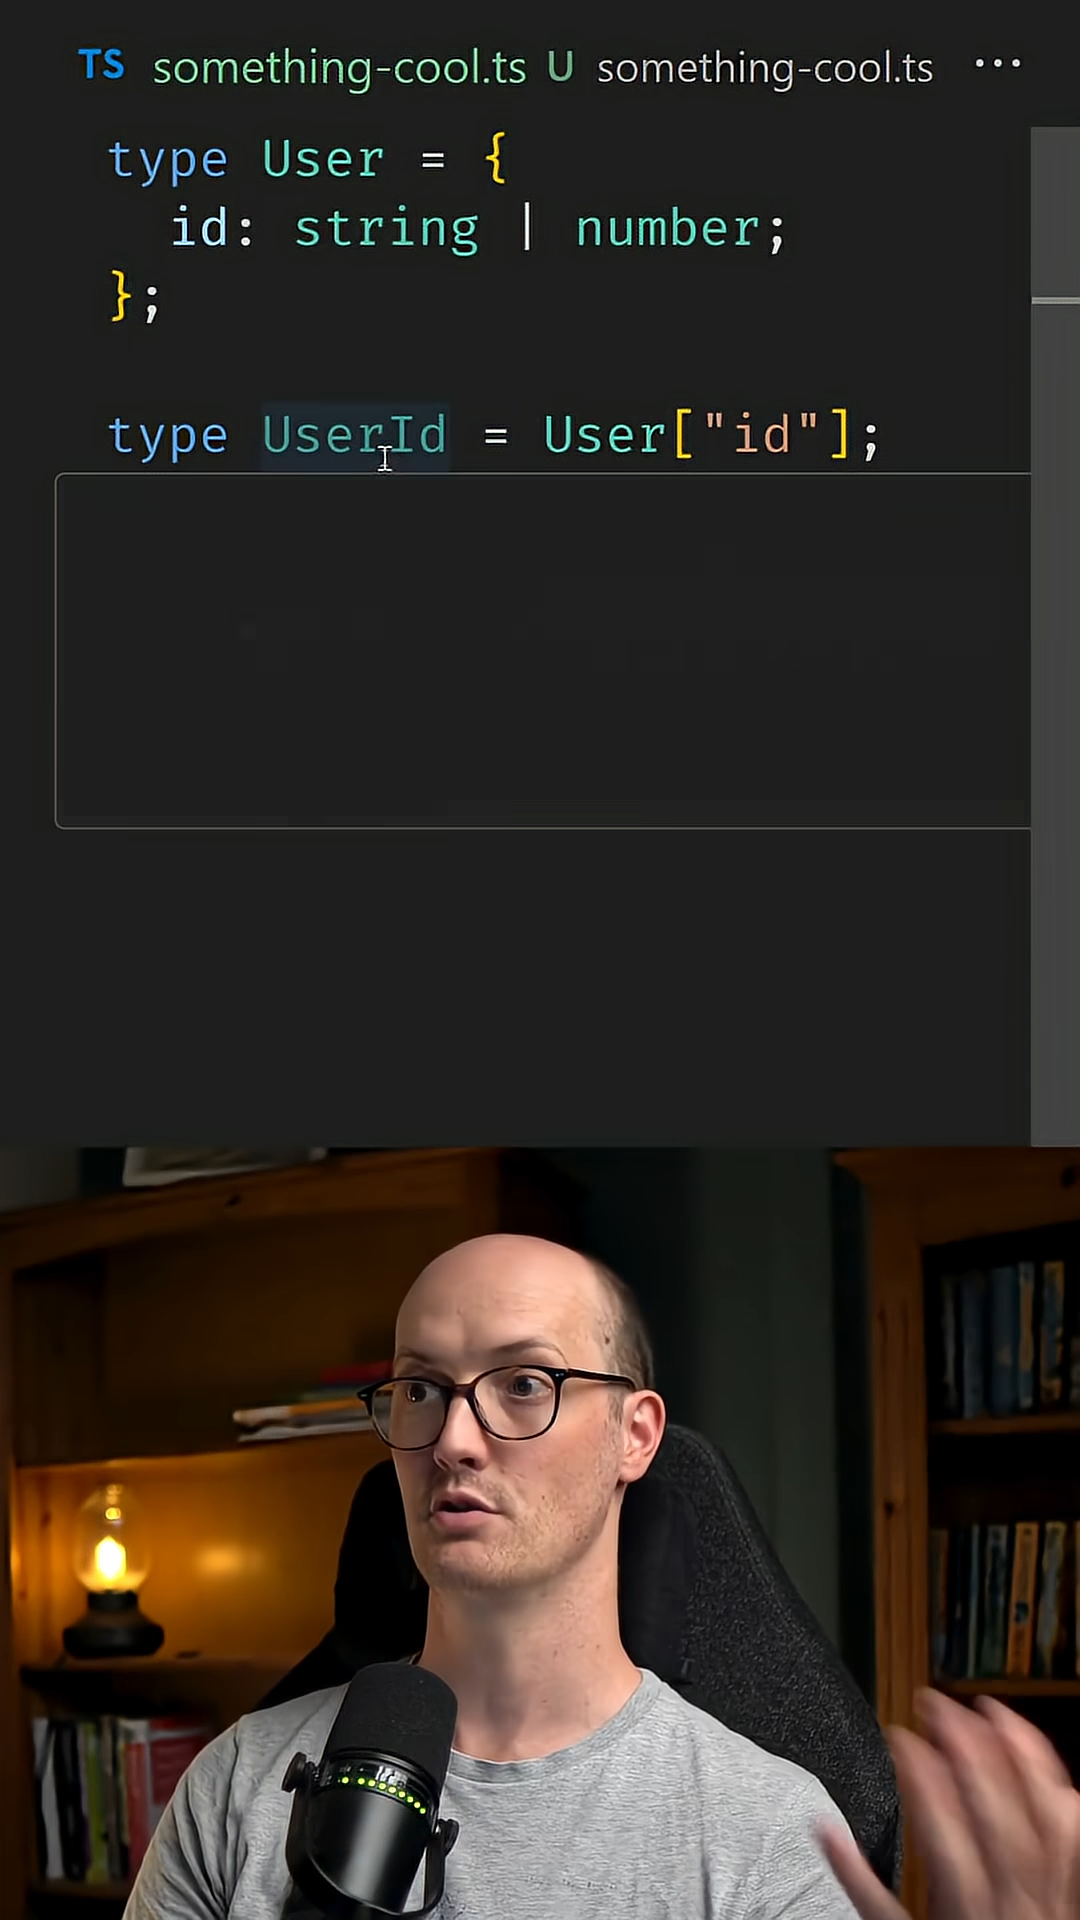 TS something-cool.ts U something-cool.ts ...
type User = {
  id: string | number;
};
type UserId = User["id"];